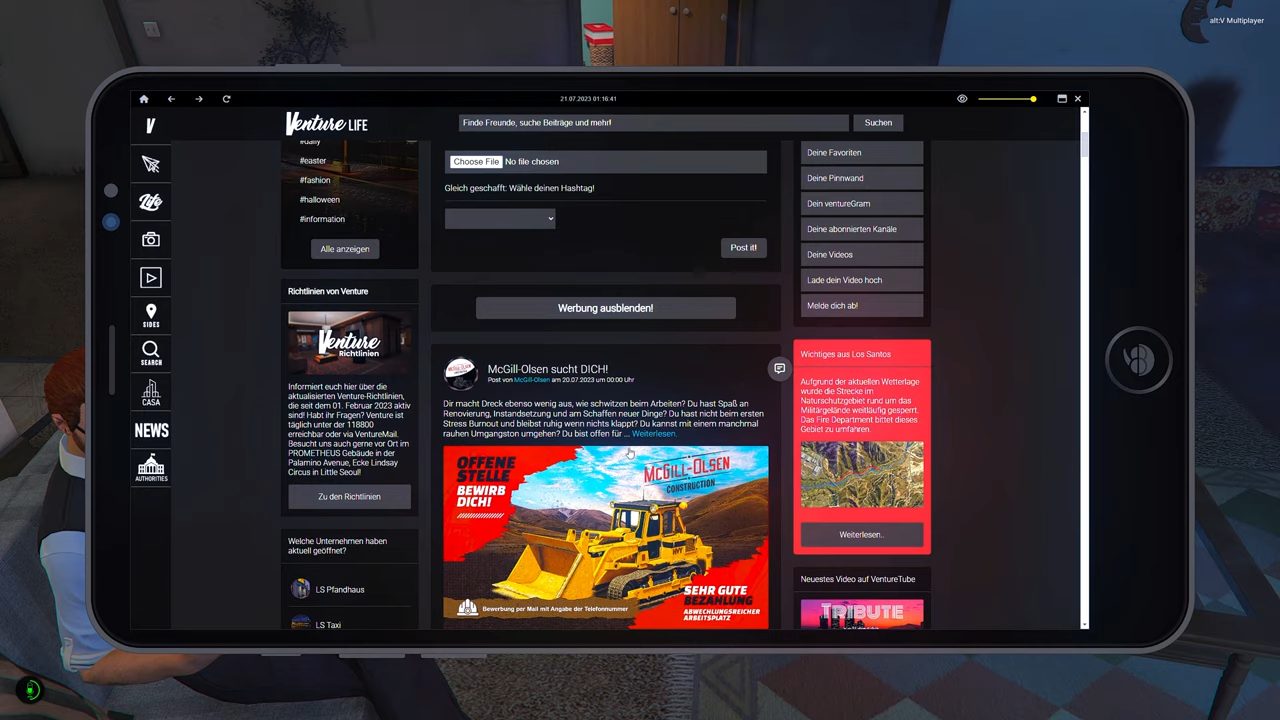 alt:V Multiplayer
21.07.2023 01:16:41
V
Venture LIFE
Finde Freunde, suche Beiträge und mehr!
Suchen
Life
SIDES
SEARCH
CASA
NEWS
AUTHORITIES
#daily
#easter
#fashion
#halloween
#information
Alle anzeigen
Richtlinien von Venture
Venture
Richtlinien
Informiert euch hier über die
aktualisierten Venture-Richtlinien,
die seit dem 01. Februar 2023 aktiv
sind! Habt ihr Fragen? Venture ist
täglich unter der 118800
erreichbar oder via VentureMail.
Besucht uns auch gerne vor Ort im
PROMETHEUS Gebäude in der
Palamino Avenue, Ecke Lindsay
Circus in Little Seoul!
Zu den Richtlinien
Welche Unternehmen haben
aktuell geöffnet?
LS Pfandhaus
LS Taxi
Choose File No file chosen
Gleich geschafft: Wähle deinen Hashtag!
Post it!
Werbung ausblenden!
McGill-Olsen sucht DICH!
Post von McGill-Olsen am 20.07.2023 um 00:00 Uhr
Dir macht Dreck ebenso wenig aus, wie schwitzen beim Arbeiten? Du hast Spaß an
Renovierung, Instandsetzung und am Schaffen neuer Dinge? Du hast nicht beim ersten
Stress Burnout und bleibst ruhig wenn nichts klappt? Du kannst mit einem manchmal
rauhen Umgangston umgehen? Du bist offen für ... Weiterlesen.
OFFENE
STELLE
BEWIRB
DICH!
McGILL-OLSEN
CONSTRUCTION
HVY
SEHR GUTE
BEZAHLUNG
ABWECHSLUNGSREICHER
ARBEITSPLATZ
Bewerbung per Mail mit Angabe der Telefonnummer
Deine Favoriten
Deine Pinnwand
Dein ventureGram
Deine abonnierten Kanäle
Deine Videos
Lade dein Video hoch
Melde dich ab!
Wichtiges aus Los Santos
Aufgrund der aktuellen Wetterlage
wurde die Strecke im
Naturschutzgebiet rund um das
Militärgelände weitläufig gesperrt.
Das Fire Department bittet dieses
Gebiet zu umfahren.
Weiterlesen..
Neuestes Video auf VentureTube
TRIBUTE